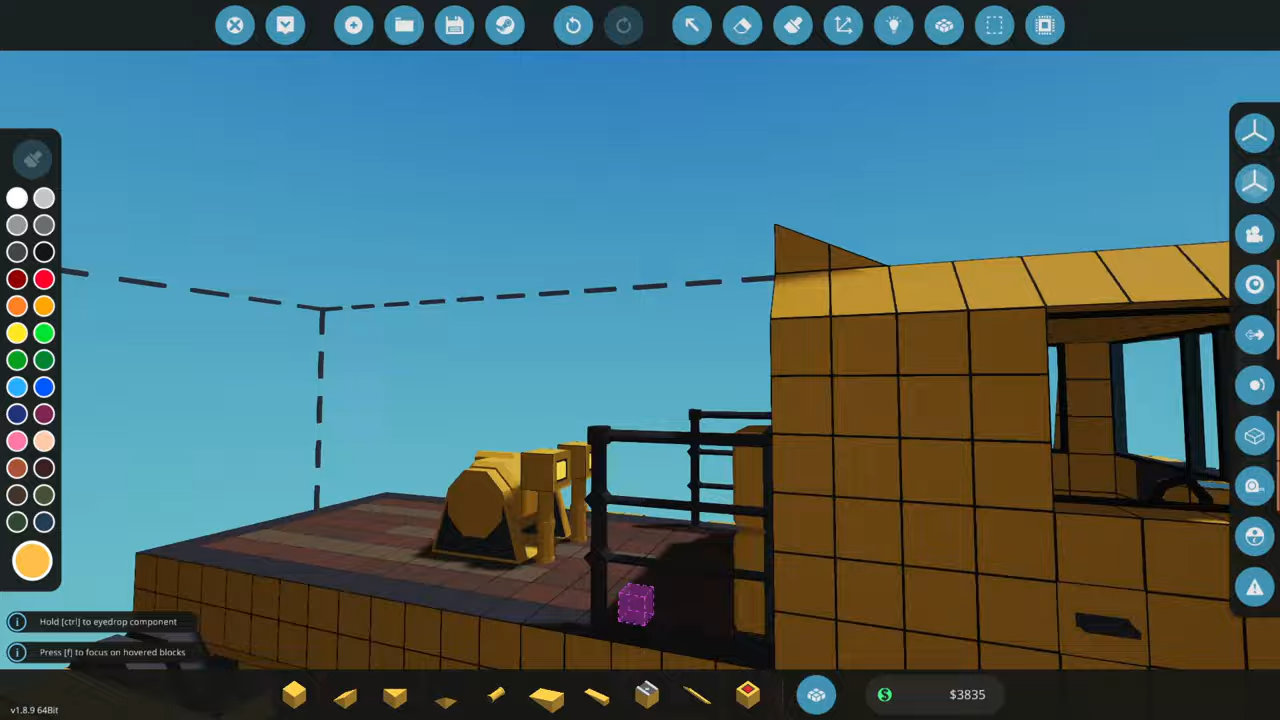 Hold [ctrl] to eyedrop component
Press [f] to focus on hovered blocks
$3835
v1.8.9 64Bit